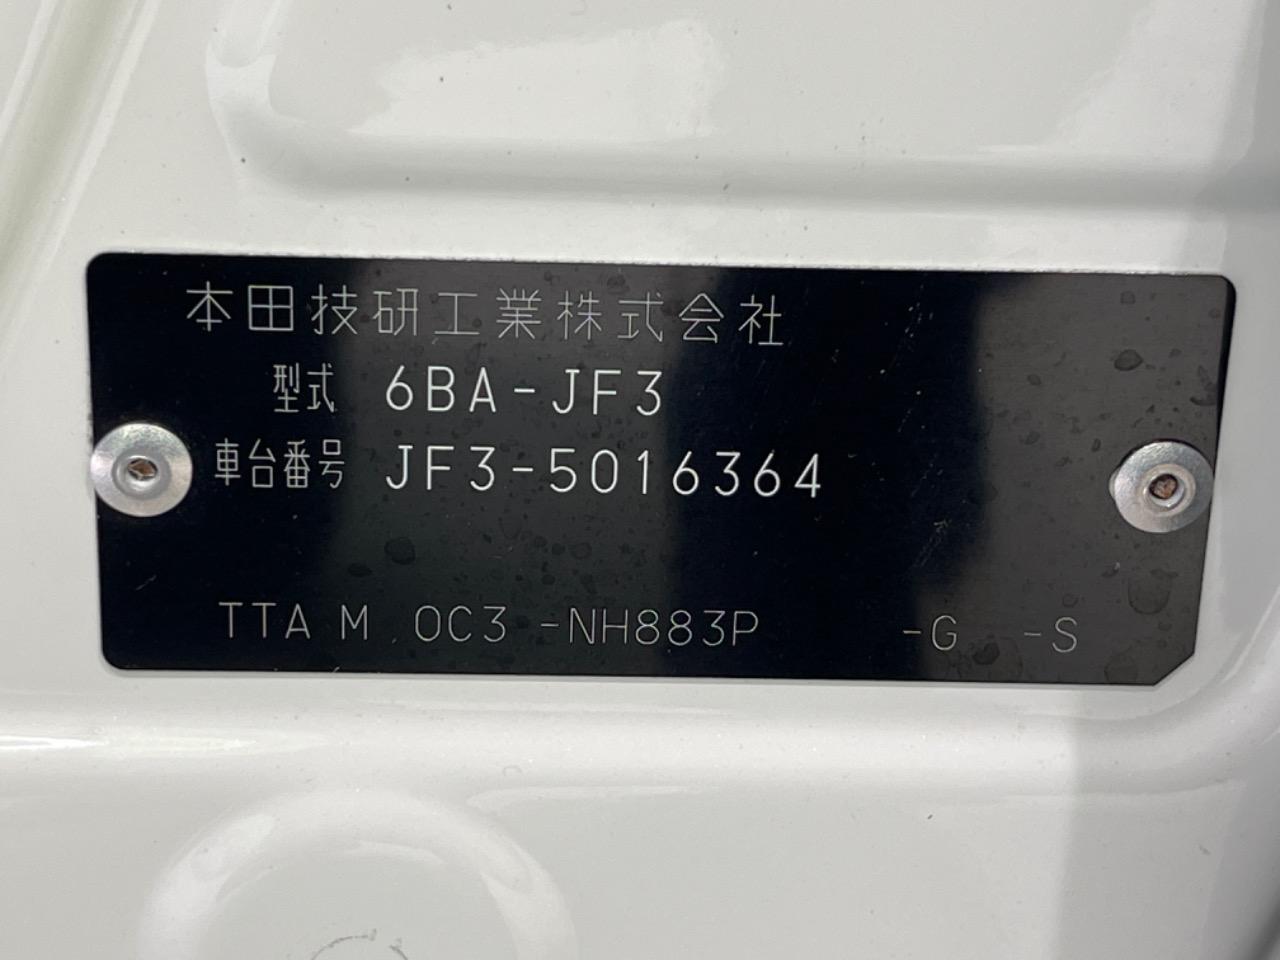 本田技研工業株式会社
型式 6BA-JF3
車台番号 JF3-5016364
TTA M 0C3 -NH883P -G -S